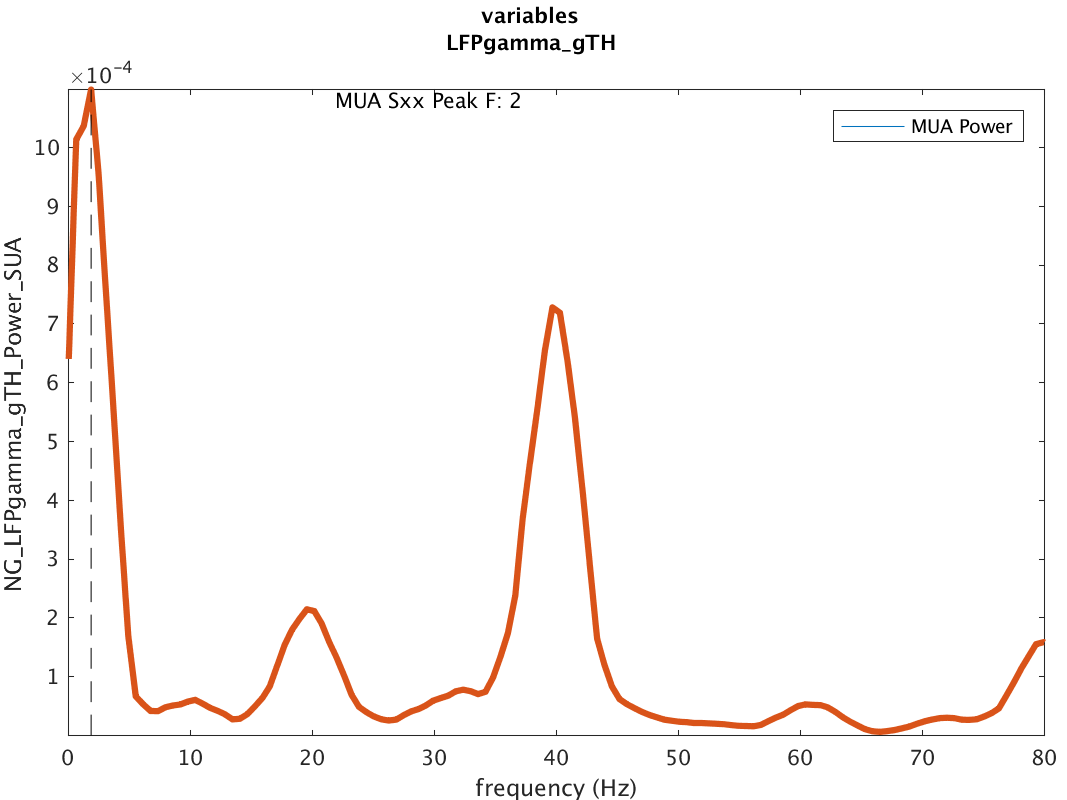 variables
LFPgamma_gTH
×10⁻⁴
MUA Sxx Peak F: 2
MUA Power
10
9
8
7
6
5
4
3
2
1
NG_LFPgamma_gTH_Power_SUA
0 10 20 30 40 50 60 70 80
frequency (Hz)